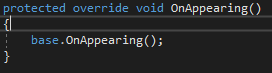 protected override void OnAppearing()
{
    base.OnAppearing();
}